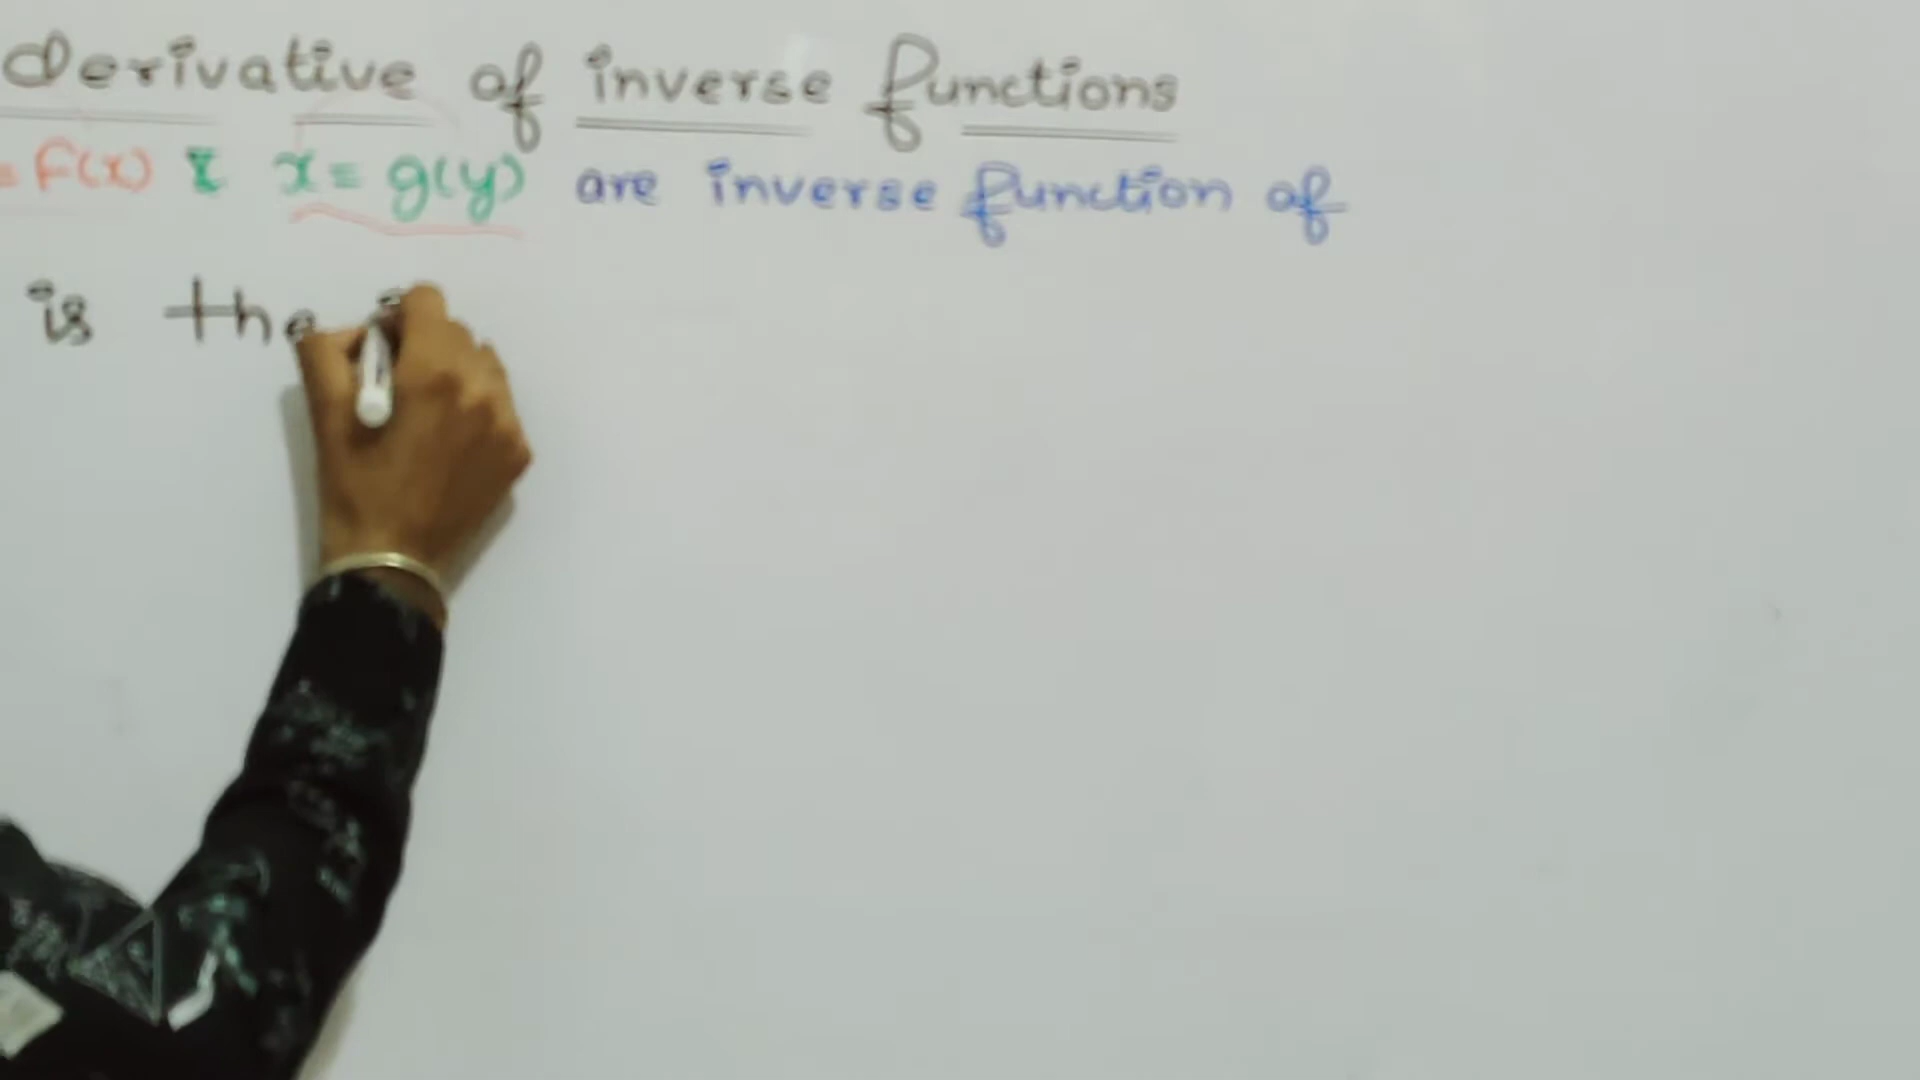 derivative of inverse functions
= f(x) & x = g(y) are inverse function of
is the